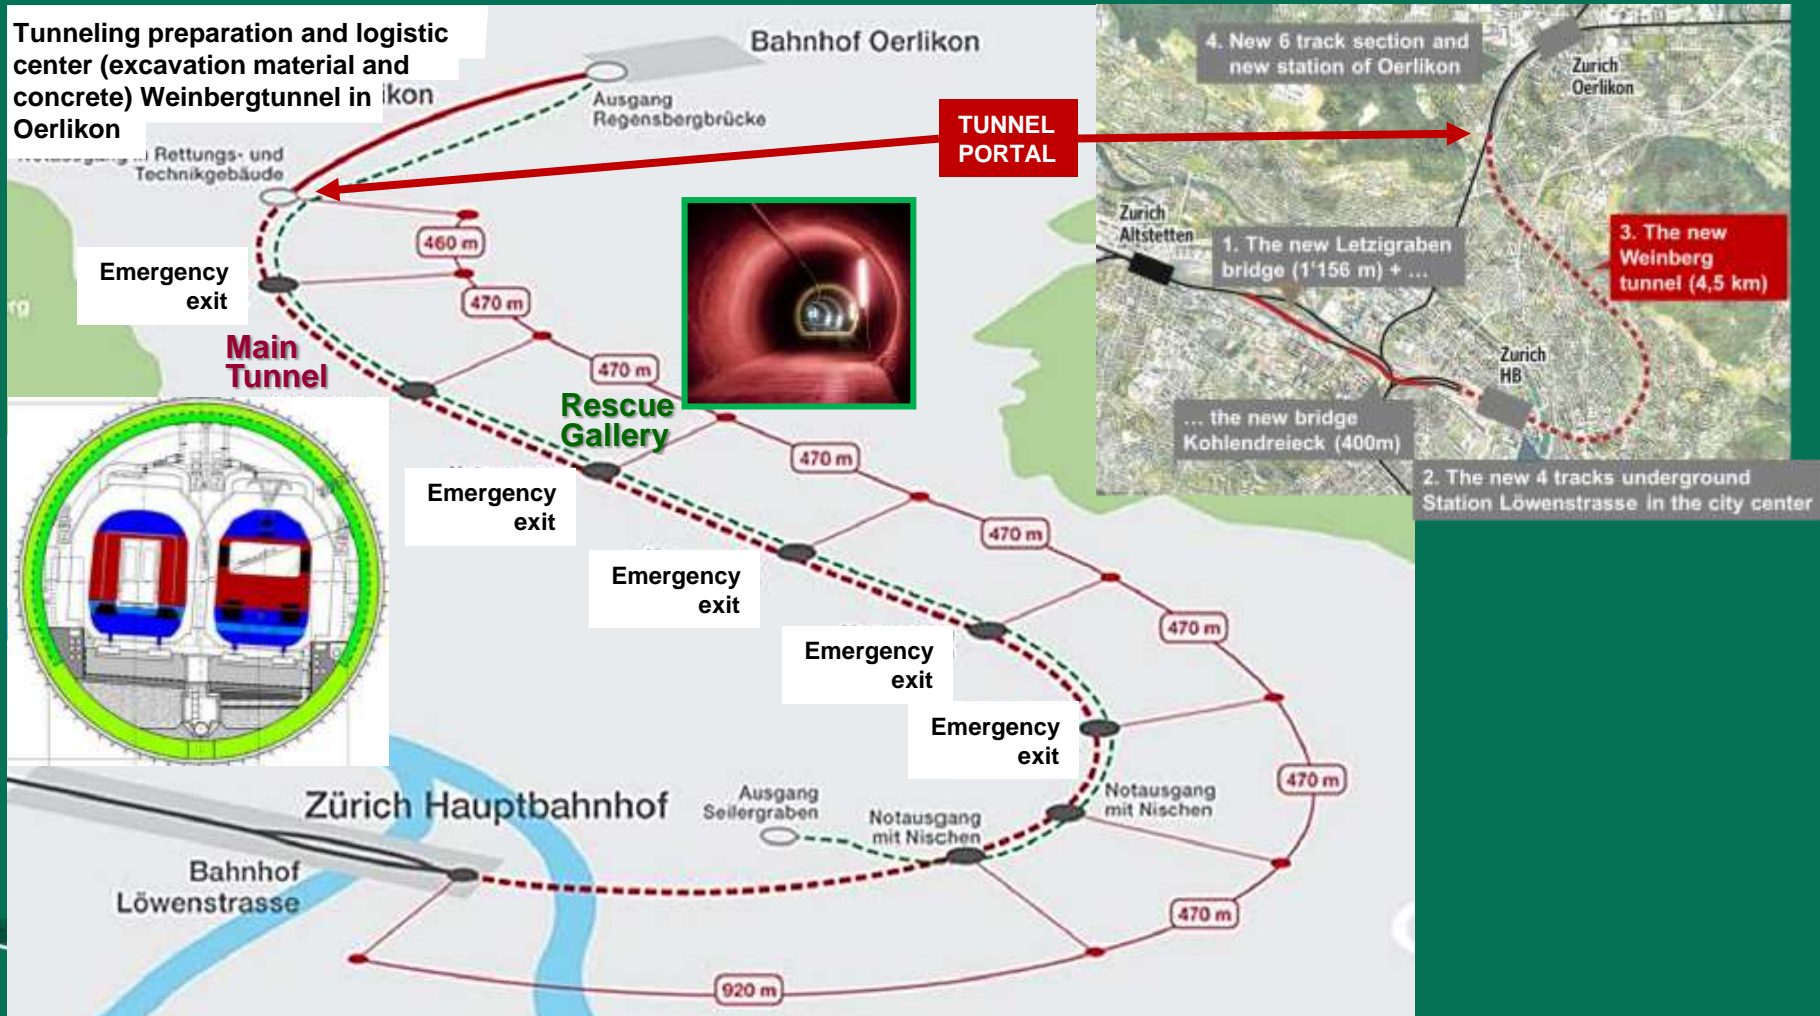 Tunneling preparation and logistic
center (excavation material and
concrete) Weinbergtunnel in
Oerlikon
ikon
Bahnhof Oerlikon
Ausgang
Regensbergbrücke
in Rettungs- und
Technikgebäude
TUNNEL
PORTAL
460 m
470 m
470 m
470 m
470 m
470 m
470 m
470 m
920 m
Emergency
exit
Main
Tunnel
Rescue
Gallery
Emergency
exit
Emergency
exit
Emergency
exit
Emergency
exit
rg
Zürich Hauptbahnhof
Bahnhof
Löwenstrasse
Ausgang
Seilergraben
Notausgang
mit Nischen
Notausgang
mit Nischen
4. New 6 track section and
new station of Oerlikon
Zurich
Oerlikon
Zurich
Altstetten
1. The new Letzigraben
bridge (1'156 m) + ...
3. The new
Weinberg
tunnel (4,5 km)
Zurich
HB
... the new bridge
Kohlendreieck (400m)
2. The new 4 tracks underground
Station Löwenstrasse in the city center